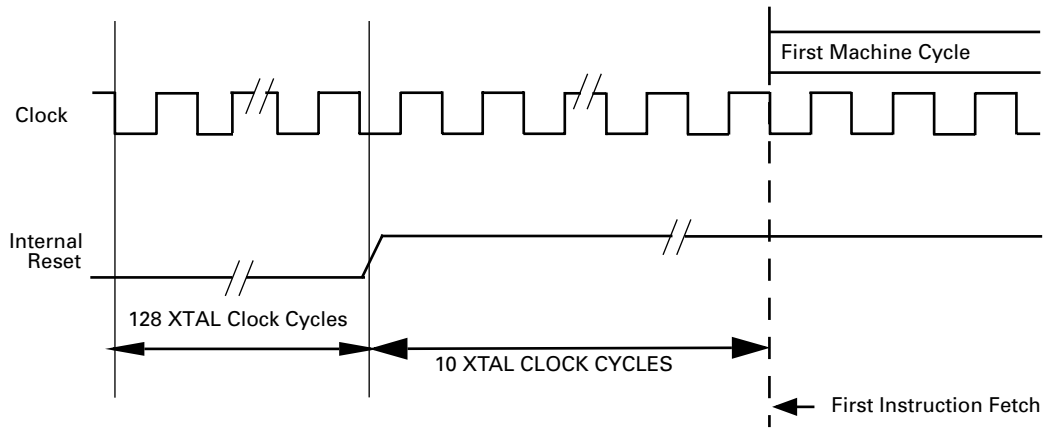 First Machine Cycle
Clock
Internal
Reset
128 XTAL Clock Cycles
10 XTAL CLOCK CYCLES
First Instruction Fetch